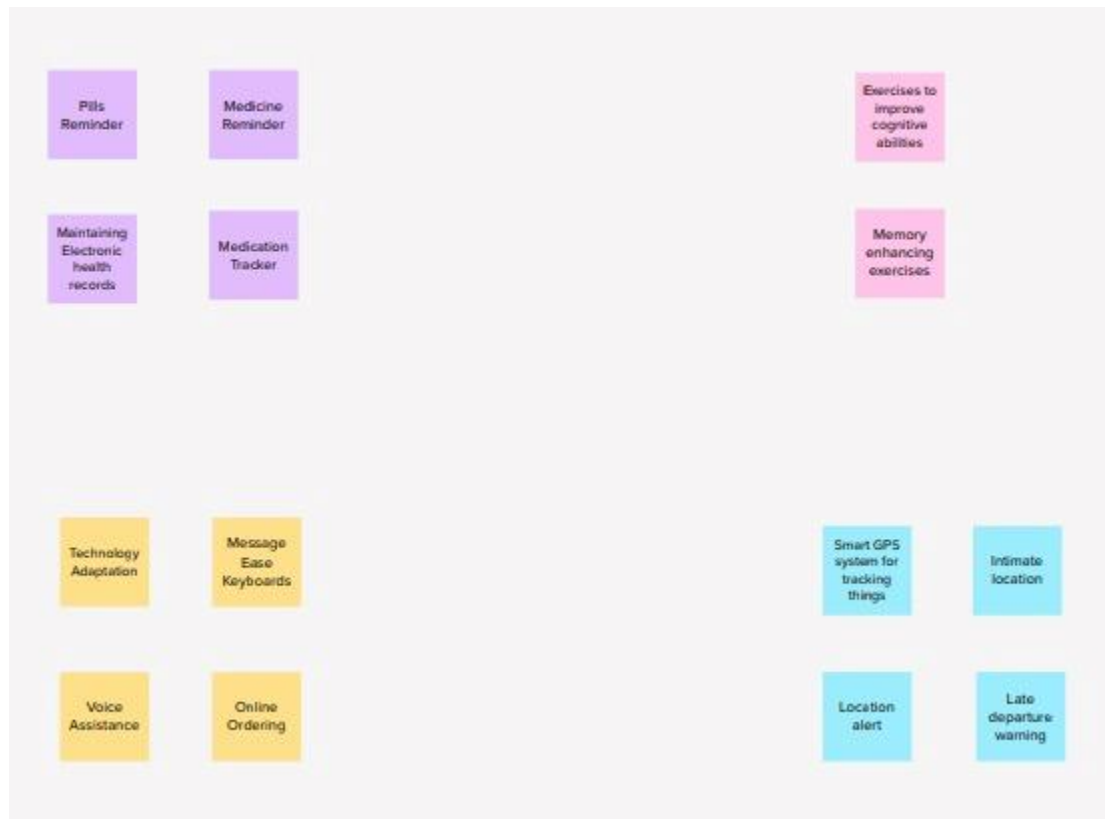 Pills
Reminder
Medicine
Reminder
Exercises to
improve
cognitive
abilities
Maintaining
Electronic
health
records
Medication
Tracker
Memory
enhancing
exercises
Technology
Adaptation
Message
Ease
Keyboards
Smart GPS
system for
tracking
things
Intimate
location
Voice
Assistance
Online
Ordering
Location
alert
Late
departure
warning